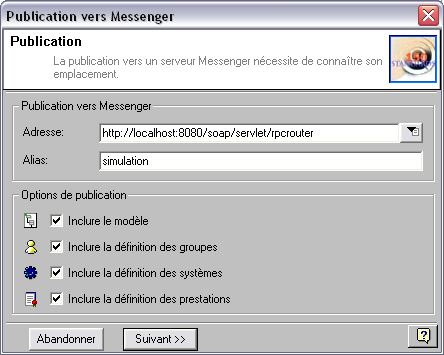 Publication vers Messenger
Publication
La publication vers un serveur Messenger nécessite de connaître son
emplacement.
Publication vers Messenger
Adresse: http://localhost:8080/soap/servlet/rpcrouter
Alias: simulation
Options de publication
Inclure le modèle
Inclure la définition des groupes
Inclure la définition des systèmes
Inclure la définition des prestations
Abandonner Suivant >> ?